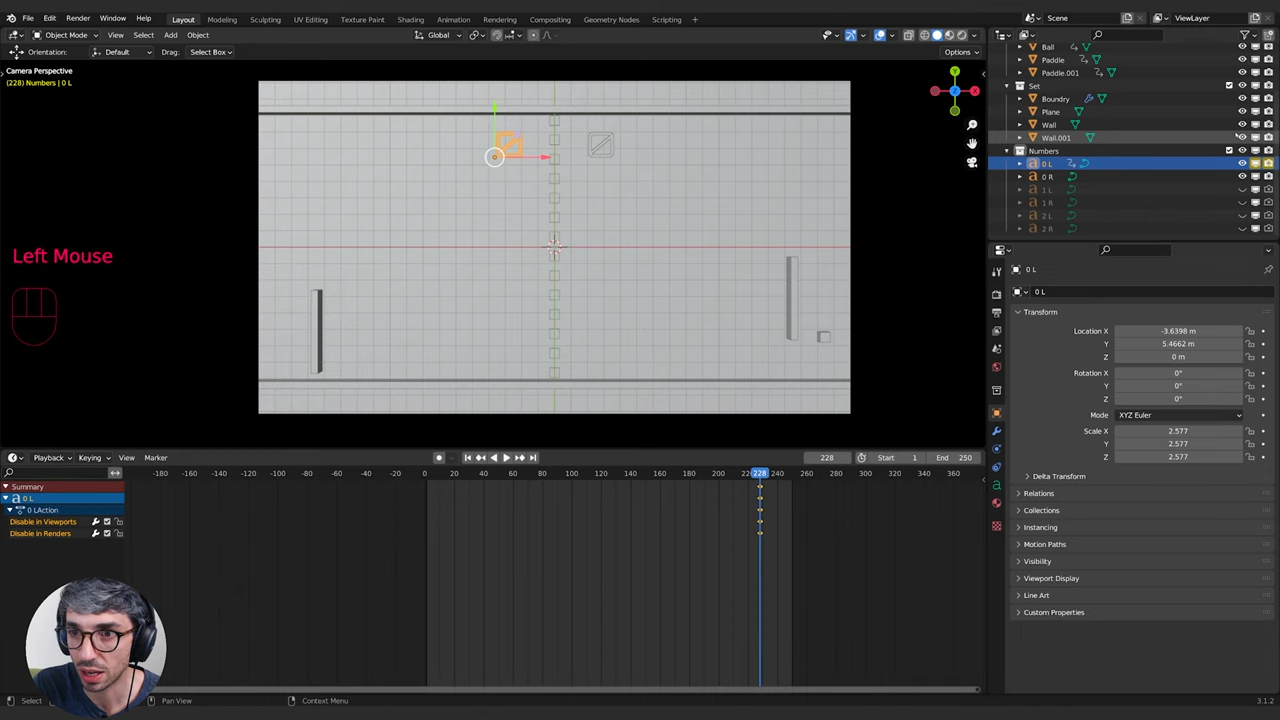 File Edit Render Window Help Layout Modeling Sculpting UV Editing Texture Paint Shading Animation Rendering Compositing Geometry Nodes Scripting + Scene ViewLayer
Object Mode View Select Add Object Global
Orientation: Default Drag: Select Box Options
Camera Perspective
(228) Numbers | 0 L
Y
X
Z
Left Mouse
Ball
Paddle
Paddle.001
Set
Boundry
Plane
Wall
Wall.001
Numbers
0 L
0 R
1 L
1 R
2 L
2 R
0 L
0 L
Transform
Location X -3.6398 m
Y 5.4662 m
Z 0 m
Rotation X 0°
Y 0°
Z 0°
Mode XYZ Euler
Scale X 2.577
Y 2.577
Z 2.577
Delta Transform
Relations
Collections
Instancing
Motion Paths
Visibility
Viewport Display
Line Art
Custom Properties
Playback Keying View Marker 228 Start 1 End 250
-180 -160 -140 -120 -100 -80 -60 -40 -20 0 20 40 60 80 100 120 140 160 180 200 228 240 260 280 300 320 340 360
Summary
0 L
0 LAction
Disable in Viewports
Disable in Renders
Select Pan View Context Menu 3.1.2